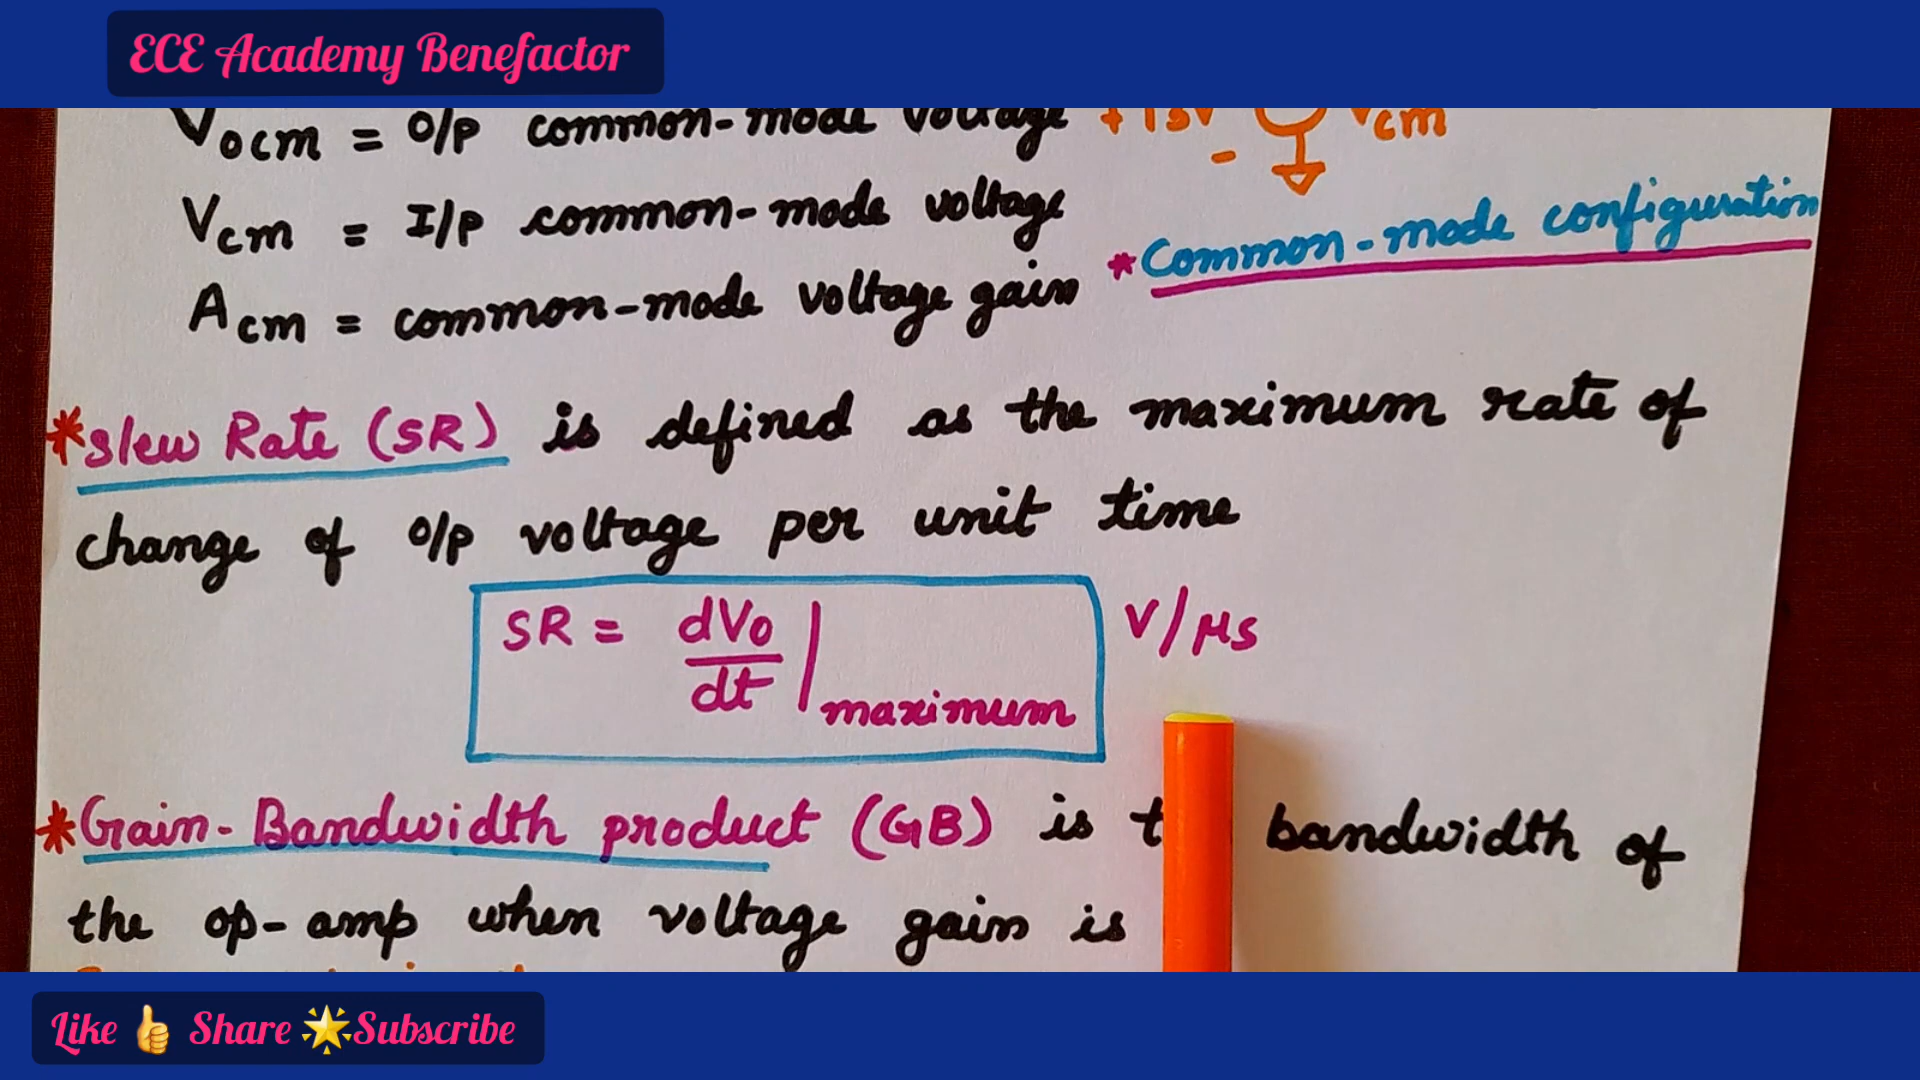 ECE Academy Benefactor
Vocm = O/p common-mode voltage
+15V Vcm
-
Vcm = I/p common-mode voltage
*Common-mode configuration
Acm = common-mode voltage gain
*Slew Rate (SR) is defined as the maximum rate of
change of o/p voltage per unit time
SR = dVo/dt | maximum V/μs
*Gain-Bandwidth product (GB) is bandwidth of
the op-amp when voltage gain is
Like 👍 Share 🌟Subscribe